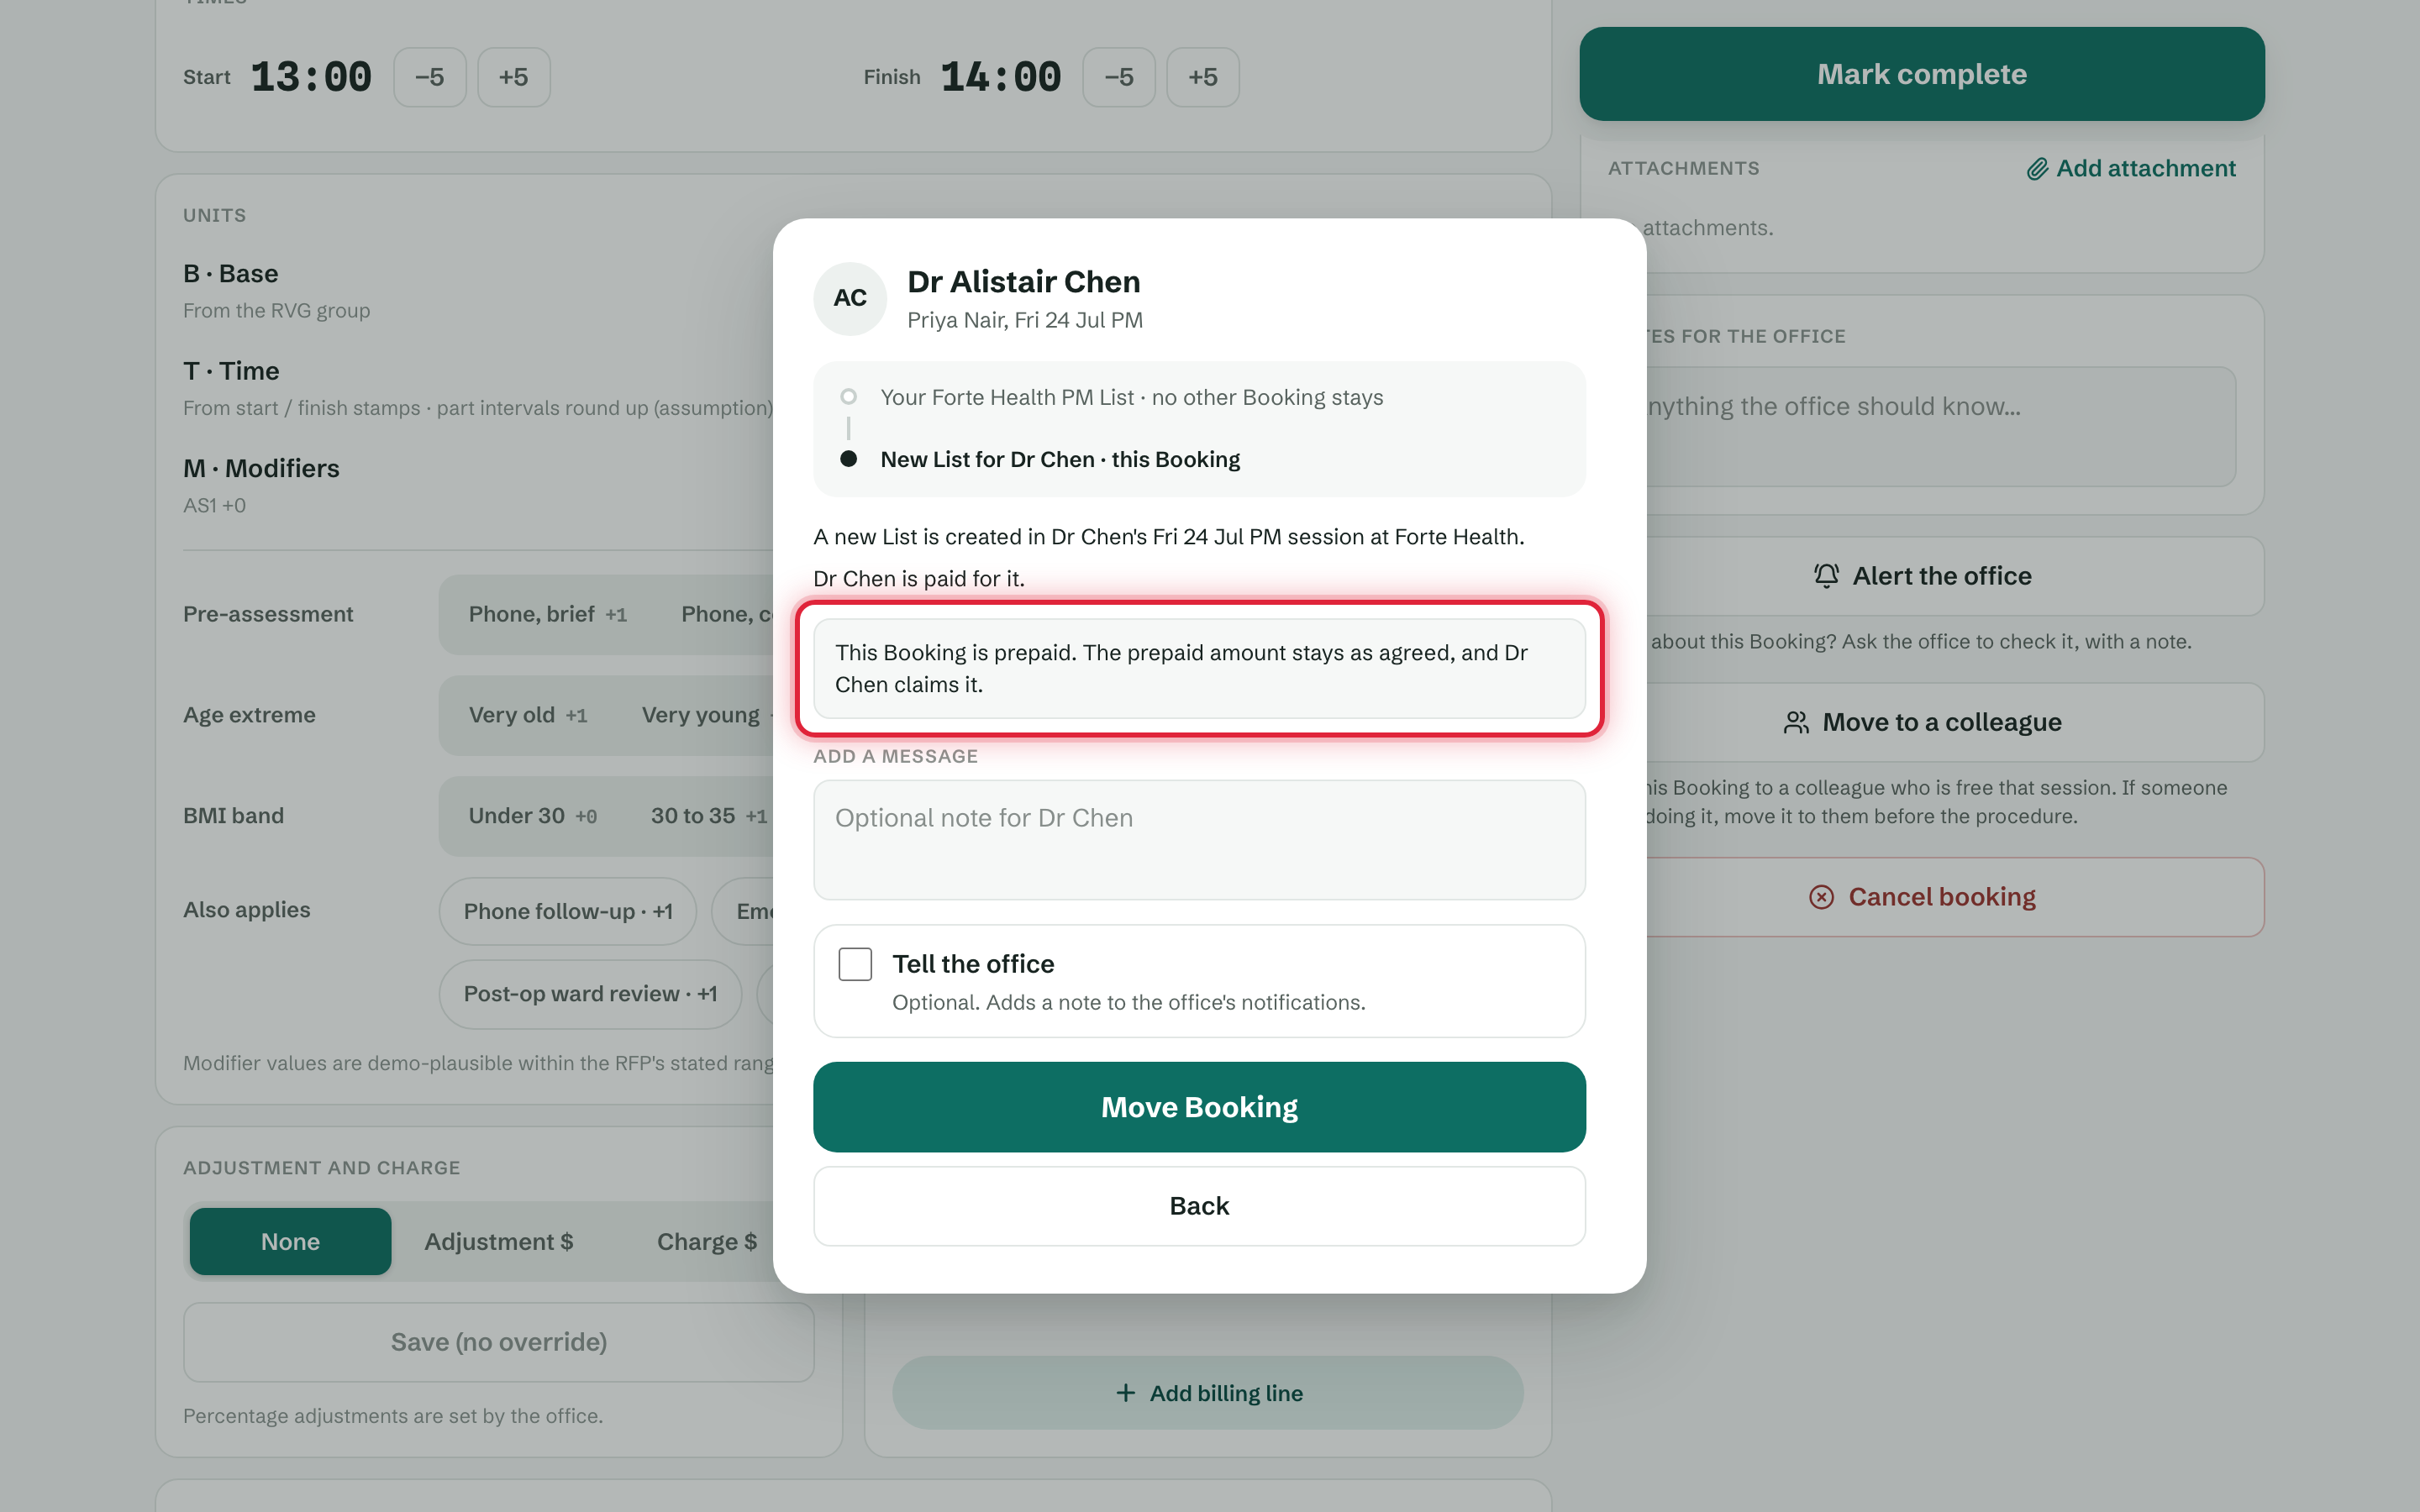 TIMES
Start 13:00 −5 +5
Finish 14:00 −5 +5
Mark complete
UNITS
B · Base
From the RVG group
T · Time
From start / finish stamps · part intervals round up (assumption)
M · Modifiers
AS1 +0
Pre-assessment
Phone, brief +1
Phone,
Age extreme
Very old +1
Very young
BMI band
Under 30 +0
30 to 35 +1
Also applies
Phone follow-up · +1
Post-op ward review · +1
Modifier values are demo-plausible within the RFP's stated
ADJUSTMENT AND CHARGE
None
Adjustment $
Charge $
Save (no override)
Percentage adjustments are set by the office.
+ Add billing line
AC
Dr Alistair Chen
Priya Nair, Fri 24 Jul PM
Your Forte Health PM List · no other Booking stays
New List for Dr Chen · this Booking
A new List is created in Dr Chen's Fri 24 Jul PM session at Forte Health.
Dr Chen is paid for it.
This Booking is prepaid. The prepaid amount stays as agreed, and Dr
Chen claims it.
ADD A MESSAGE
Optional note for Dr Chen
Tell the office
Optional. Adds a note to the office's notifications.
Move Booking
Back
ATTACHMENTS
Add attachment
attachments.
FOR THE OFFICE
the office should know...
Alert the office
about this Booking? Ask the office to check it, with a note.
Move to a colleague
Booking to a colleague who is free that session. If someone
doing it, move it to them before the procedure.
Cancel booking